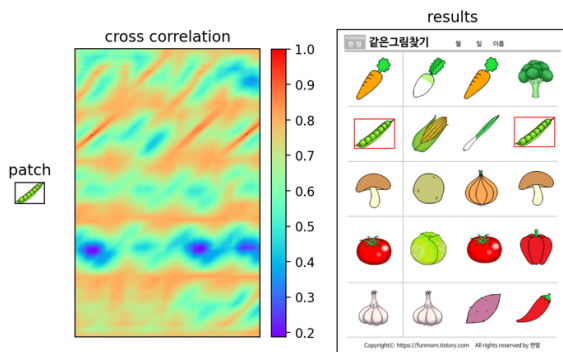 results
cross correlation
patch
1.0
0.9
0.8
0.7
0.6
0.5
0.4
0.3
0.2
같은그림찾기
월 일 이름
Copyrightⓒ https://funmom.tistory.com All rights reserved by 펀맘